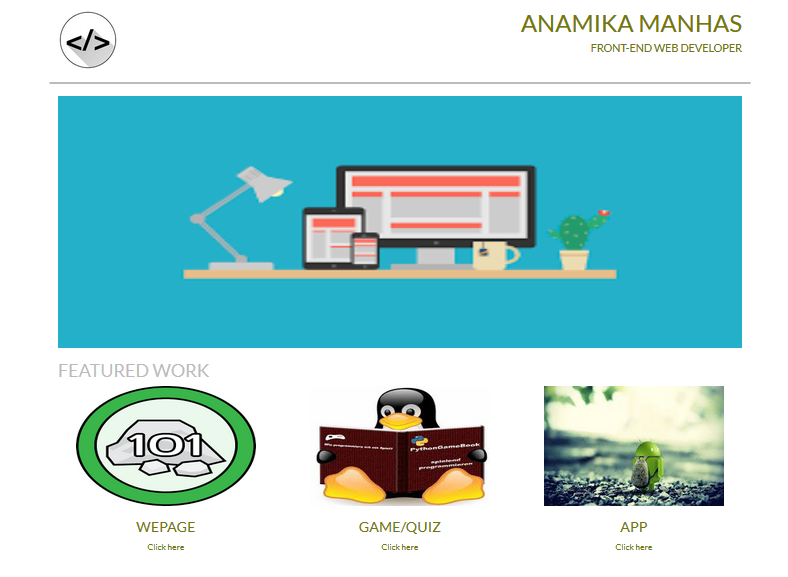 </>
ANAMIKA MANHAS
FRONT-END WEB DEVELOPER
FEATURED WORK
101
Wie programmiere ich ein Spiel?
PythonGameBook
spielend
programmieren
WEPAGE
GAME/QUIZ
APP
Click here
Click here
Click here